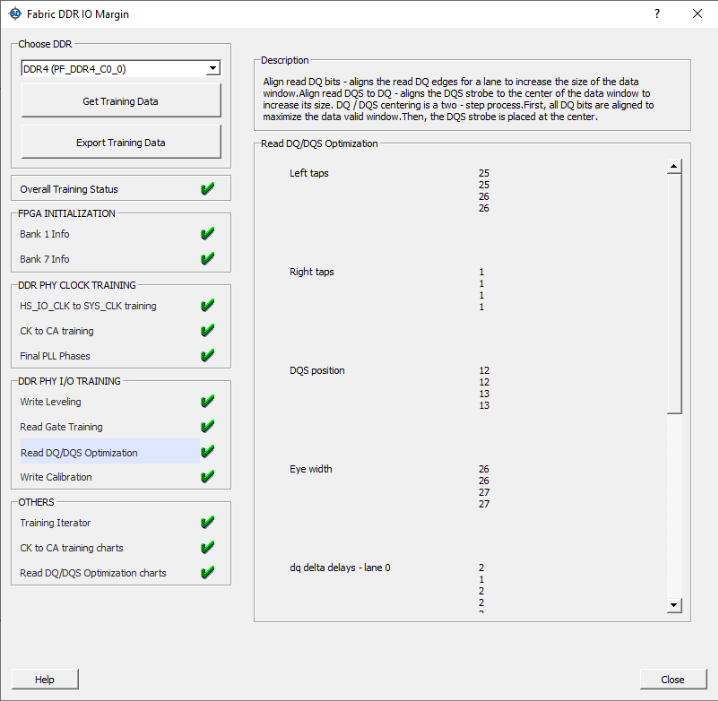 Fabric DDR IO Margin
?
Choose DDR
DDR4 (PF_DDR4_C0_0)
Get Training Data
Export Training Data
Overall Training Status
FPGA INITIALIZATION
Bank 1 Info
Bank 7 Info
DDR PHY CLOCK TRAINING
HS_IO_CLK to SYS_CLK training
CK to CA training
Final PLL Phases
DDR PHY I/O TRAINING
Write Leveling
Read Gate Training
Read DQ/DQS Optimization
Write Calibration
OTHERS
Training Iterator
CK to CA training charts
Read DQ/DQS Optimization charts
Description
Align read DQ bits - aligns the read DQ edges for a lane to increase the size of the data
window.Align read DQS to DQ - aligns the DQS strobe to the center of the data window to
increase its size. DQ / DQS centering is a two - step process.First, all DQ bits are aligned to
maximize the data valid window.Then, the DQS strobe is placed at the center.
Read DQ/DQS Optimization
Left taps 25
25
26
26
Right taps 1
1
1
1
DQS position 12
12
13
13
Eye width 26
26
27
27
dq delta delays - lane 0 2
1
2
2
Help
Close